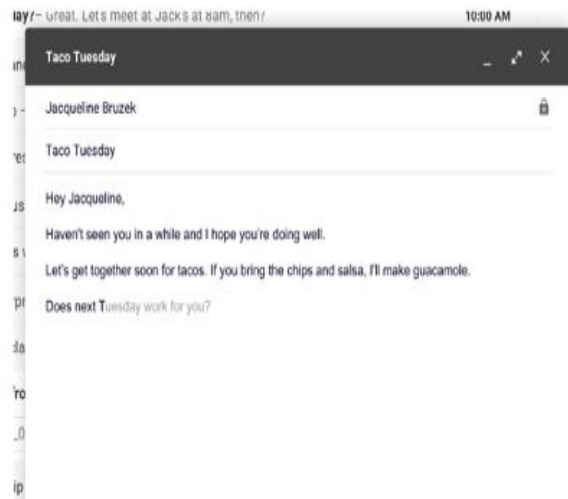 lay?– Great. Let's meet at Jack's at 8am, then? 10:00 AM
Taco Tuesday
Jacqueline Bruzek
Taco Tuesday
Hey Jacqueline,
Haven't seen you in a while and I hope you're doing well.
Let's get together soon for tacos. If you bring the chips and salsa, I'll make guacamole.
Does next Tuesday work for you?